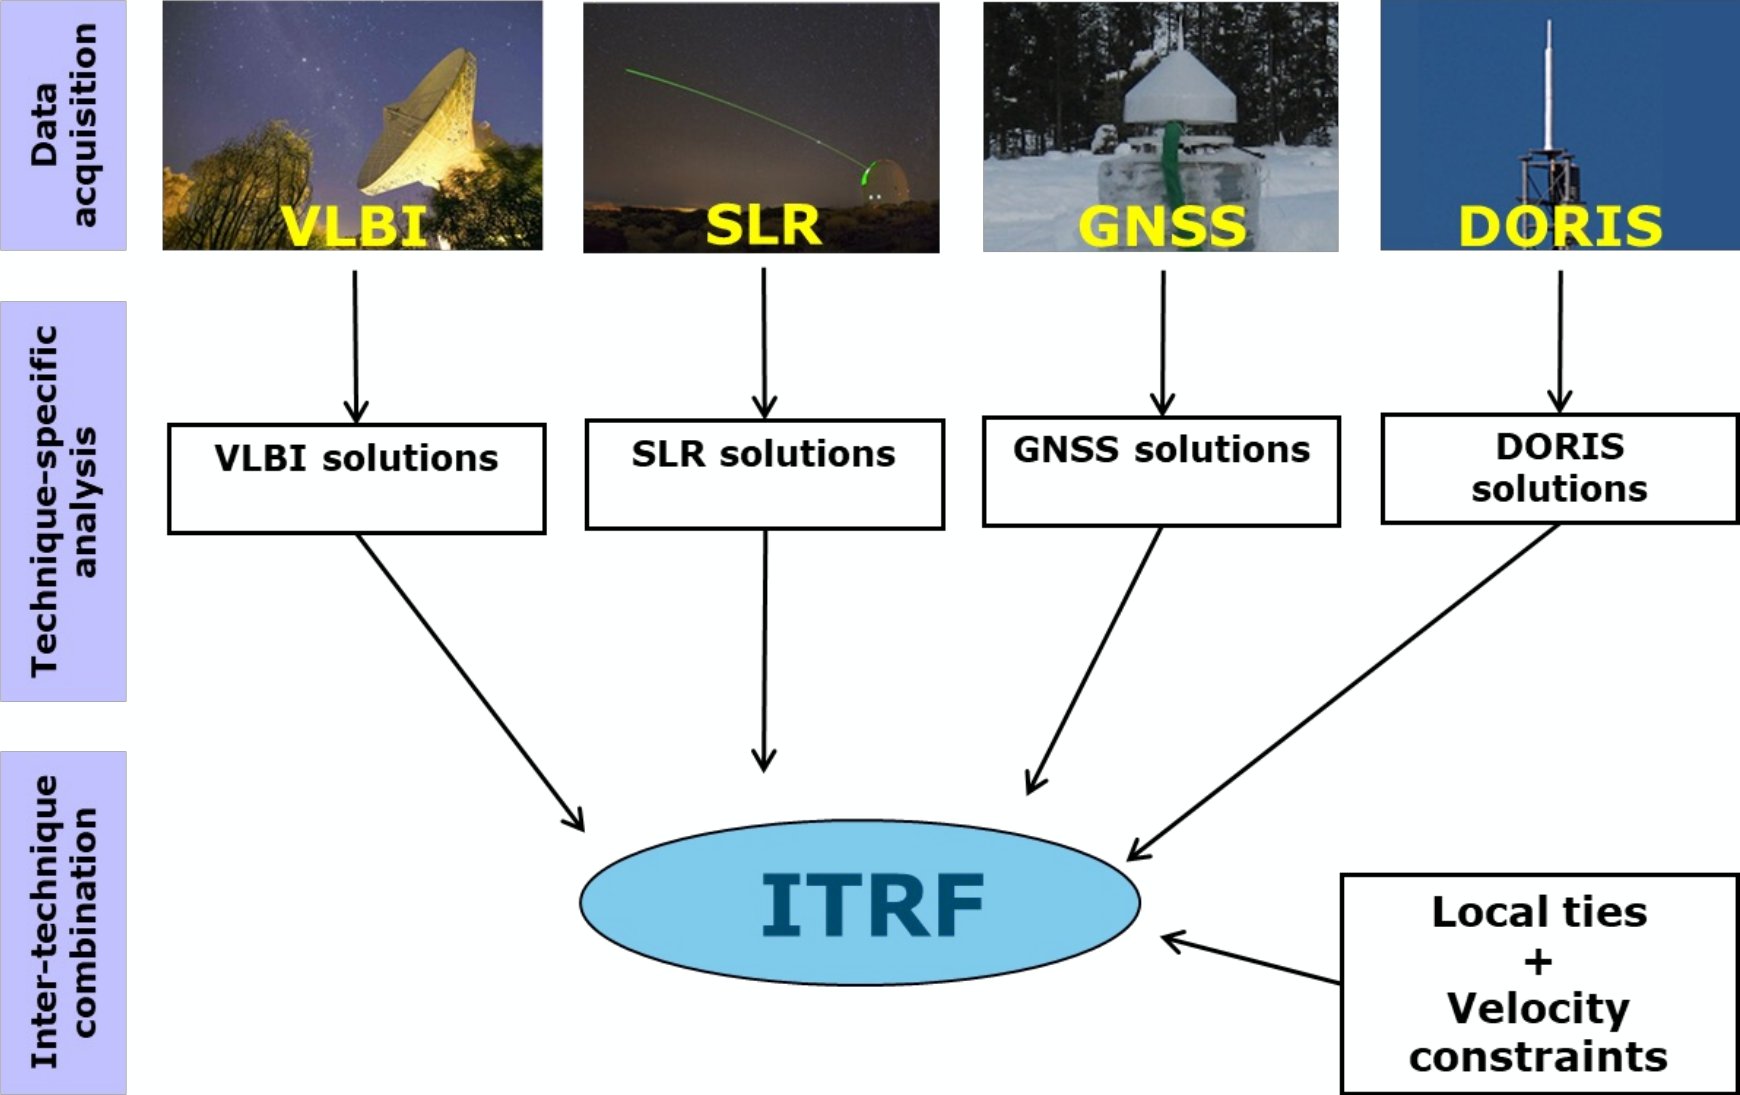 Data
acquisition
VLBI
SLR
GNSS
DORIS
Technique-specific
analysis
VLBI solutions
SLR solutions
GNSS solutions
DORIS
solutions
Inter-technique
combination
ITRF
Local ties
+
Velocity
constraints